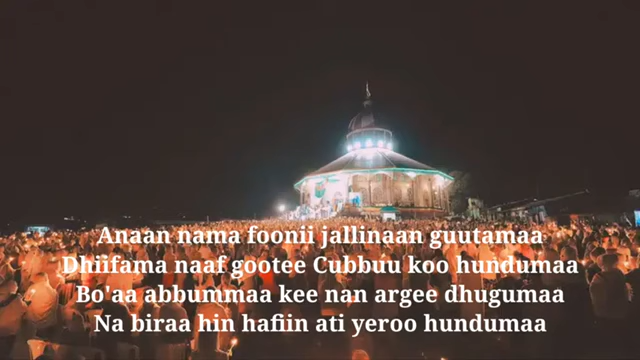 Anaan nama foonii jallinaan guutamaa
Dhiifama naaf gootee Cubbuu koo hundumaa
Bo'aa abbummaa kee nan argee dhugumaa
Na biraa hin hafiin ati yeroo hundumaa